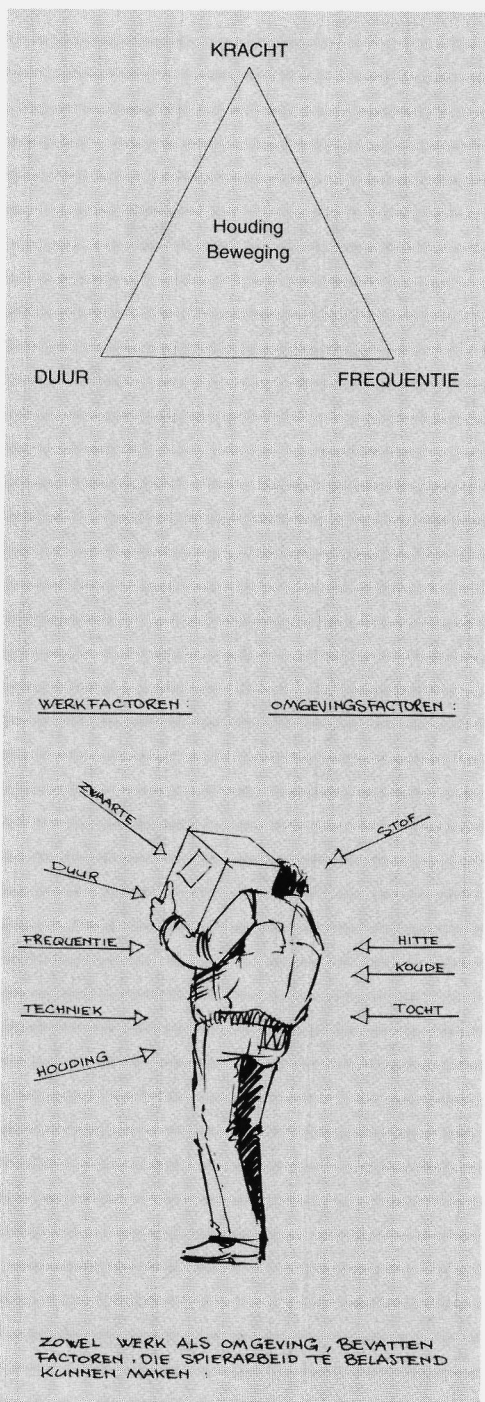 KRACHT
Houding
Beweging
DUUR
FREQUENTIE
WERKFACTOREN :
OMGEVINGSFACTOREN :
ZWAARTE
STOF
DUUR
FREQUENTIE
HITTE
KOUDE
TECHNIEK
TOCHT
HOUDING
ZOWEL WERK ALS OMGEVING, BEVATTEN
FACTOREN, DIE SPIERARBEID TE BELASTEND
KUNNEN MAKEN :